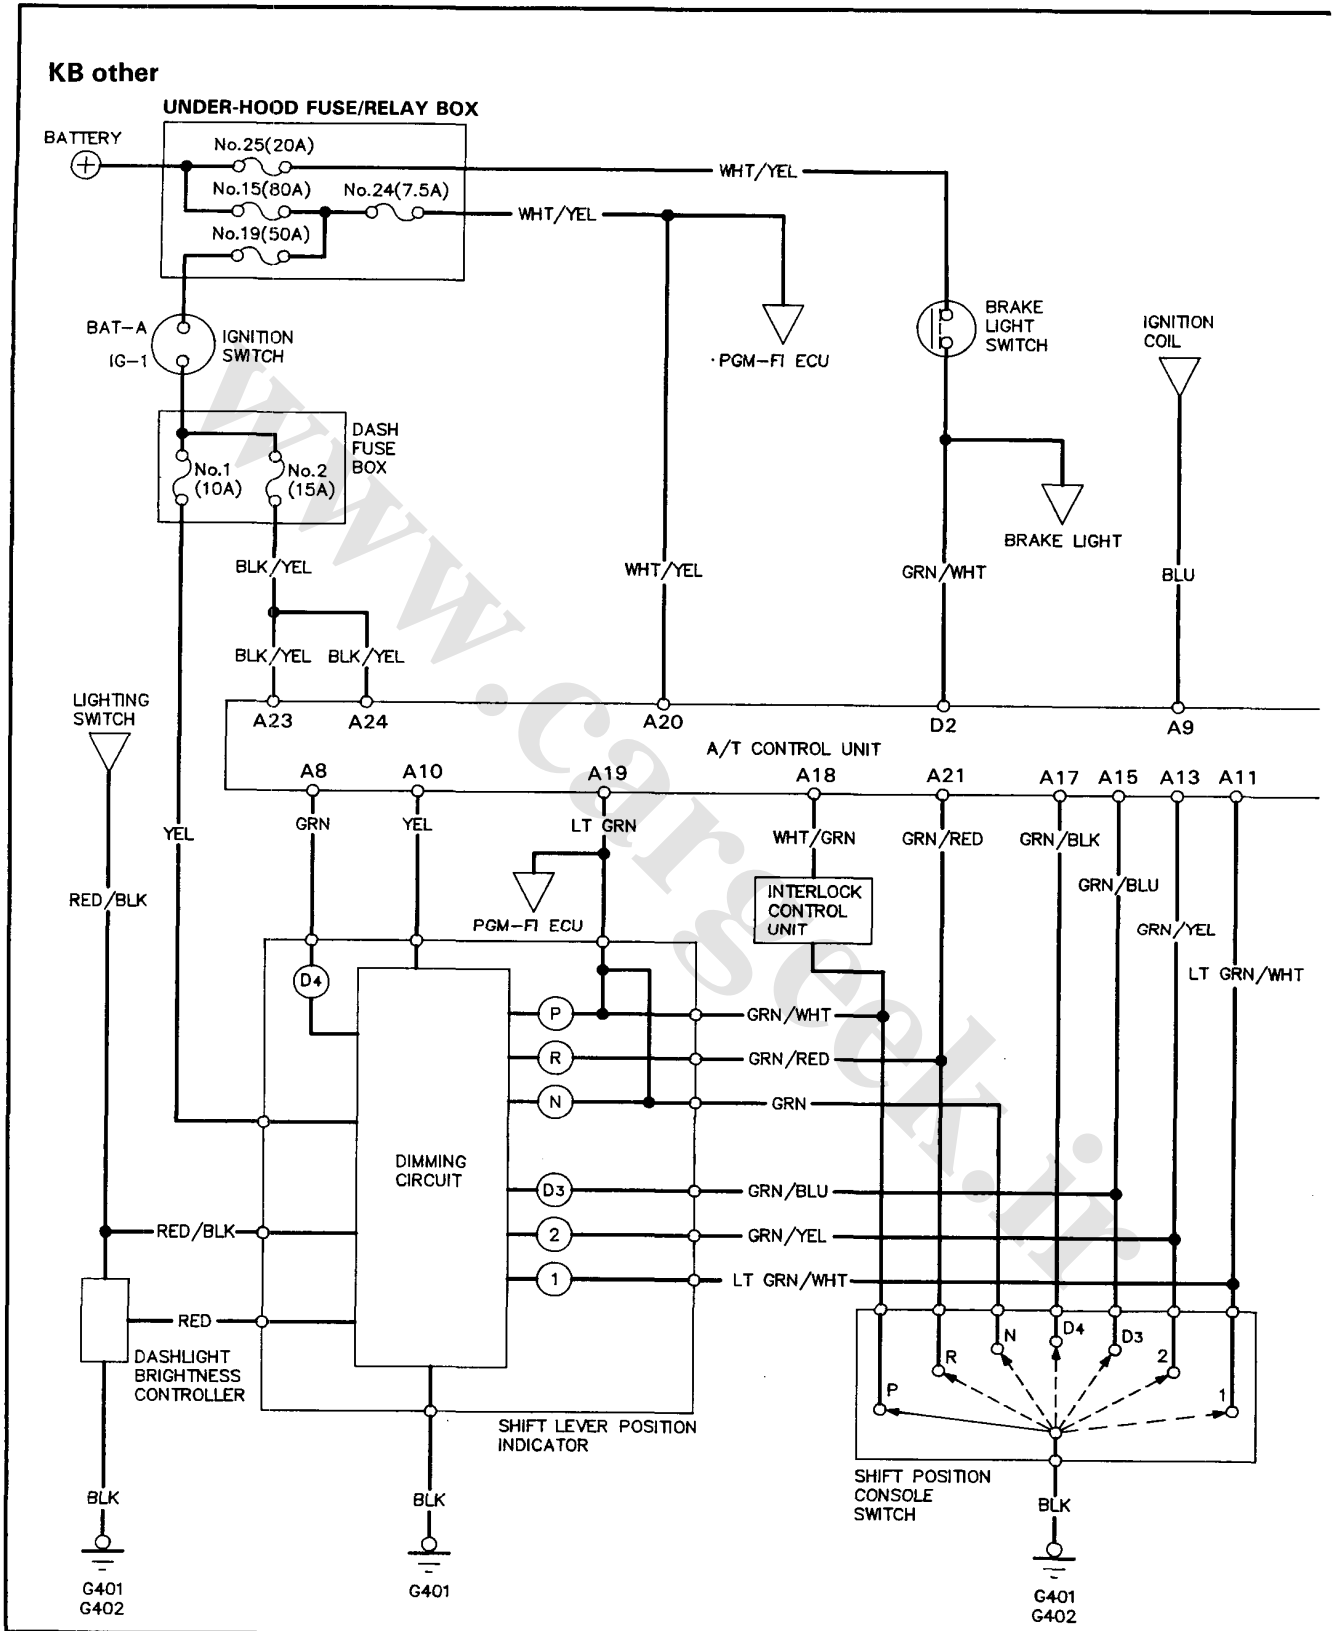 KB other
UNDER-HOOD FUSE/RELAY BOX
BATTERY
No.25(20A)
No.15(80A)
No.24(7.5A)
No.19(50A)
WHT/YEL
WHT/YEL
BAT-A
IG-1
IGNITION
SWITCH
PGM-FI ECU
BRAKE
LIGHT
SWITCH
IGNITION
COIL
DASH
FUSE
BOX
No.1
(10A)
No.2
(15A)
BRAKE LIGHT
BLK/YEL
WHT/YEL
GRN/WHT
BLU
BLK/YEL
BLK/YEL
LIGHTING
SWITCH
A23
A24
A20
D2
A9
A/T CONTROL UNIT
A8
A10
A19
A18
A21
A17
A15
A13
A11
YEL
GRN
YEL
LT GRN
WHT/GRN
GRN/RED
GRN/BLK
GRN/BLU
GRN/YEL
LT GRN/WHT
RED/BLK
PGM-FI ECU
INTERLOCK
CONTROL
UNIT
D4
P
GRN/WHT
R
GRN/RED
N
GRN
DIMMING
CIRCUIT
D3
GRN/BLU
RED/BLK
2
GRN/YEL
1
LT GRN/WHT
RED
DASHLIGHT
BRIGHTNESS
CONTROLLER
P
R
N
D4
D3
2
1
SHIFT LEVER POSITION
INDICATOR
SHIFT POSITION
CONSOLE
SWITCH
BLK
BLK
BLK
G401
G402
G401
G401
G402
www.cargeek.ir